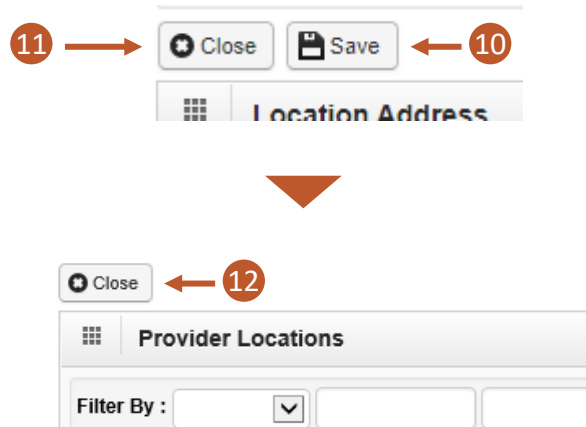 11 Close Save 10
Location Address
Close 12
Provider Locations
Filter By :